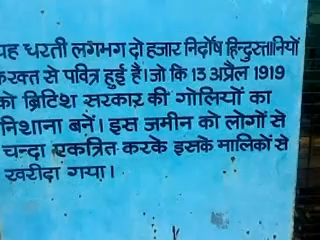 यह धरती लगभग दो हजार निर्दोष हिन्दुस्तानियों
के रक्त से पवित्र हुई है। जो कि 13 अप्रैल 1919
को ब्रिटिश सरकार की गोलियों का
निशाना बनें। इस जमीन को लोगों से
चन्दा एकत्रित करके इसके मालिकों से
खरीदा गया।